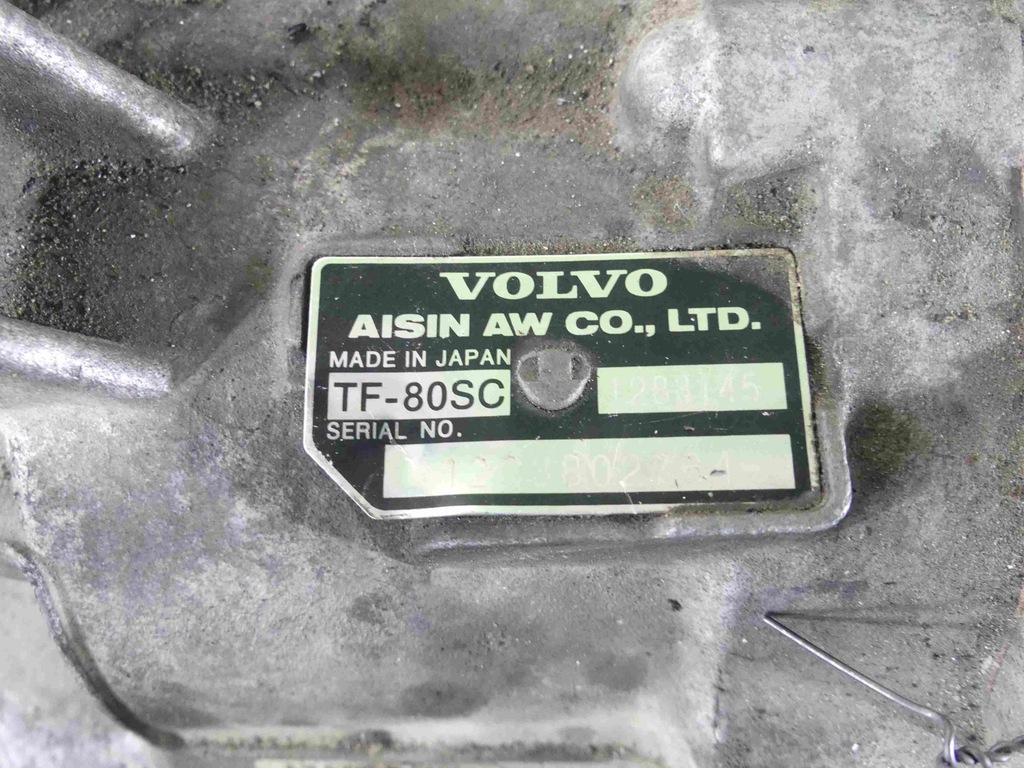 VOLVO
AISIN AW CO., LTD.
MADE IN JAPAN
TF-80SC
SERIAL NO.